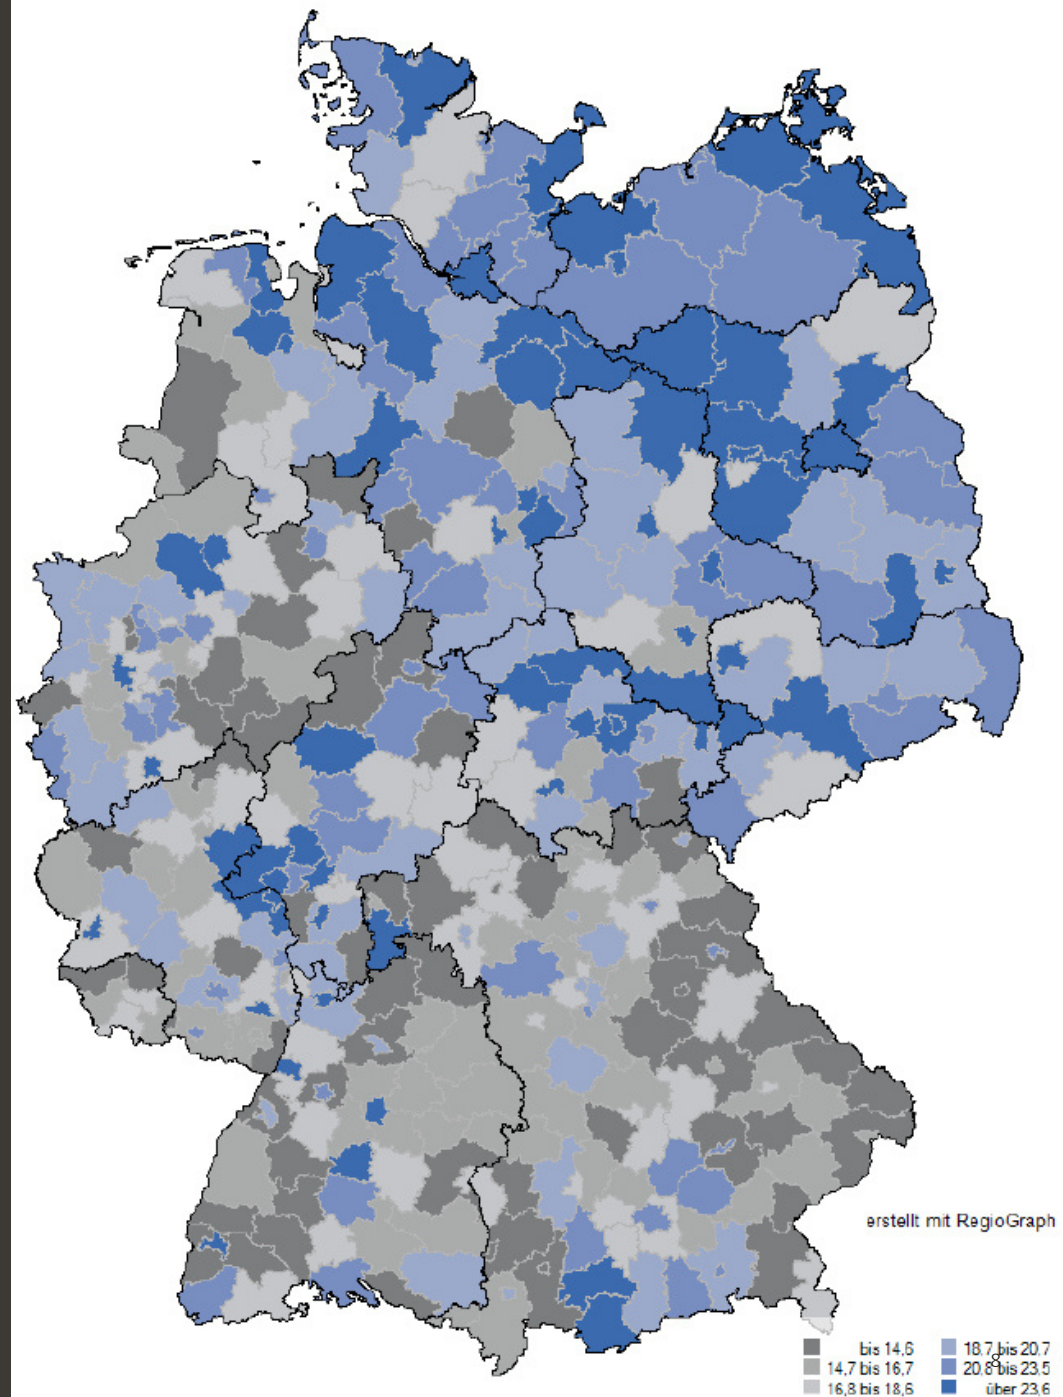 erstellt mit RegioGraph
bis 14,6
14,7 bis 16,7
16,8 bis 18,6
18,7 bis 20,7
20,8 bis 23,5
über 23,6
8